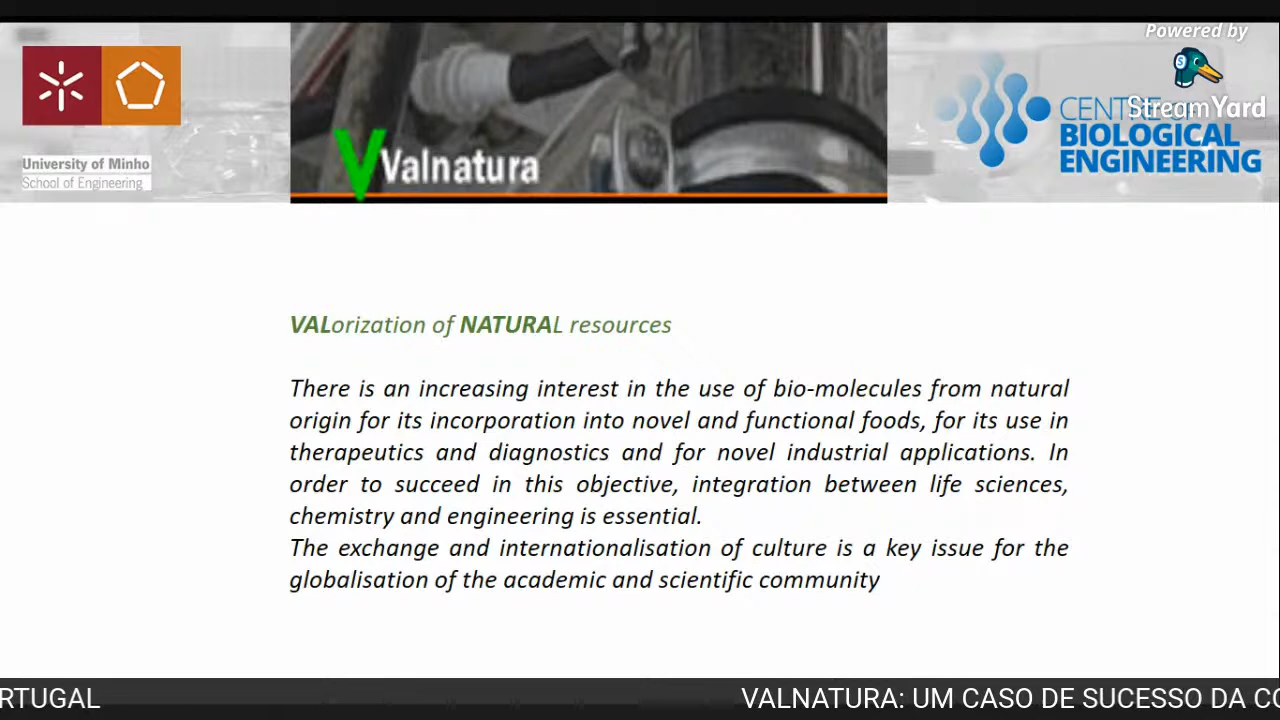 Powered by
StreamYard
University of Minho
School of Engineering
Valnatura
CENTRE
BIOLOGICAL
ENGINEERING
VALorization of NATURAL resources
There is an increasing interest in the use of bio-molecules from natural
origin for its incorporation into novel and functional foods, for its use in
therapeutics and diagnostics and for novel industrial applications. In
order to succeed in this objective, integration between life sciences,
chemistry and engineering is essential.
The exchange and internationalisation of culture is a key issue for the
globalisation of the academic and scientific community
RTUGAL
VALNATURA: UM CASO DE SUCESSO DA CO